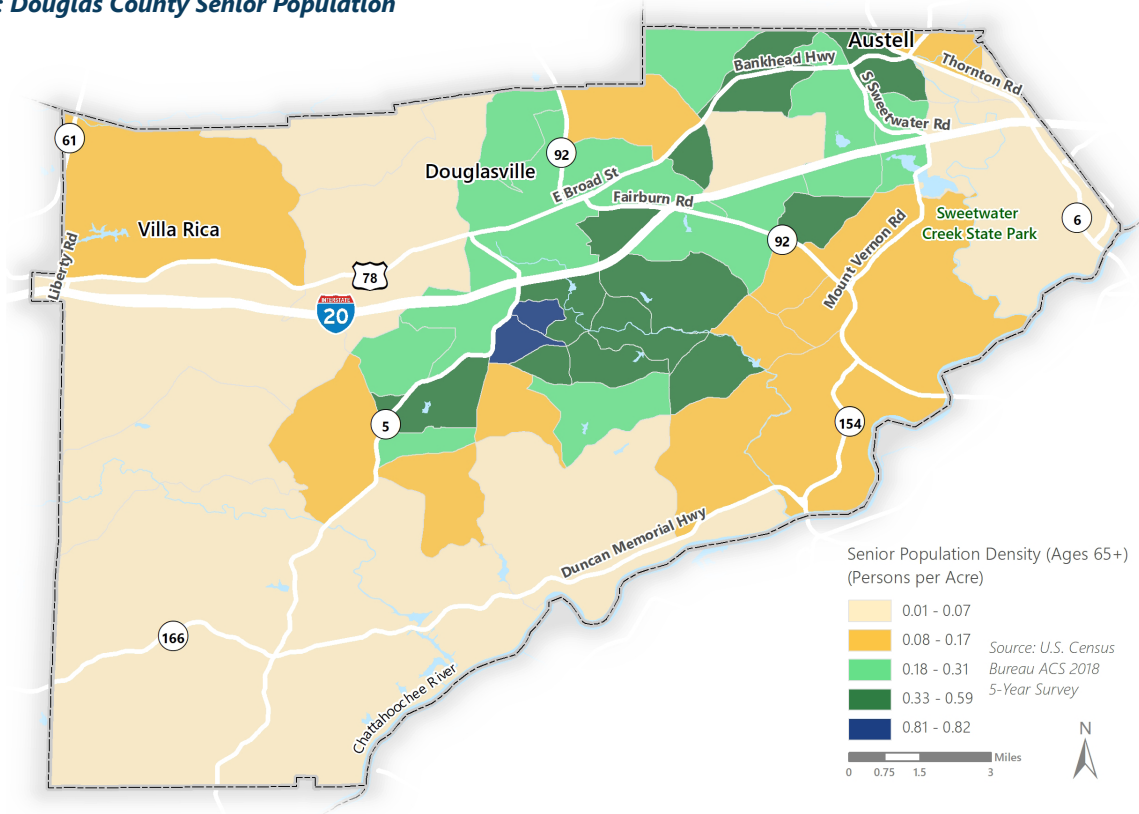 : Douglas County Senior Population
Austell
Bankhead Hwy
Thornton Rd
S Sweetwater Rd
61
92
Douglasville
E Broad St
Fairburn Rd
Villa Rica
Liberty Rd
78
INTERSTATE
20
92
Mount Vernon Rd
Sweetwater
Creek State Park
6
5
154
Duncan Memorial Hwy
166
Chattahoochee River
Senior Population Density (Ages 65+)
(Persons per Acre)
0.01 - 0.07
0.08 - 0.17
0.18 - 0.31
0.33 - 0.59
0.81 - 0.82
Source: U.S. Census
Bureau ACS 2018
5-Year Survey
N
Miles
0 0.75 1.5 3